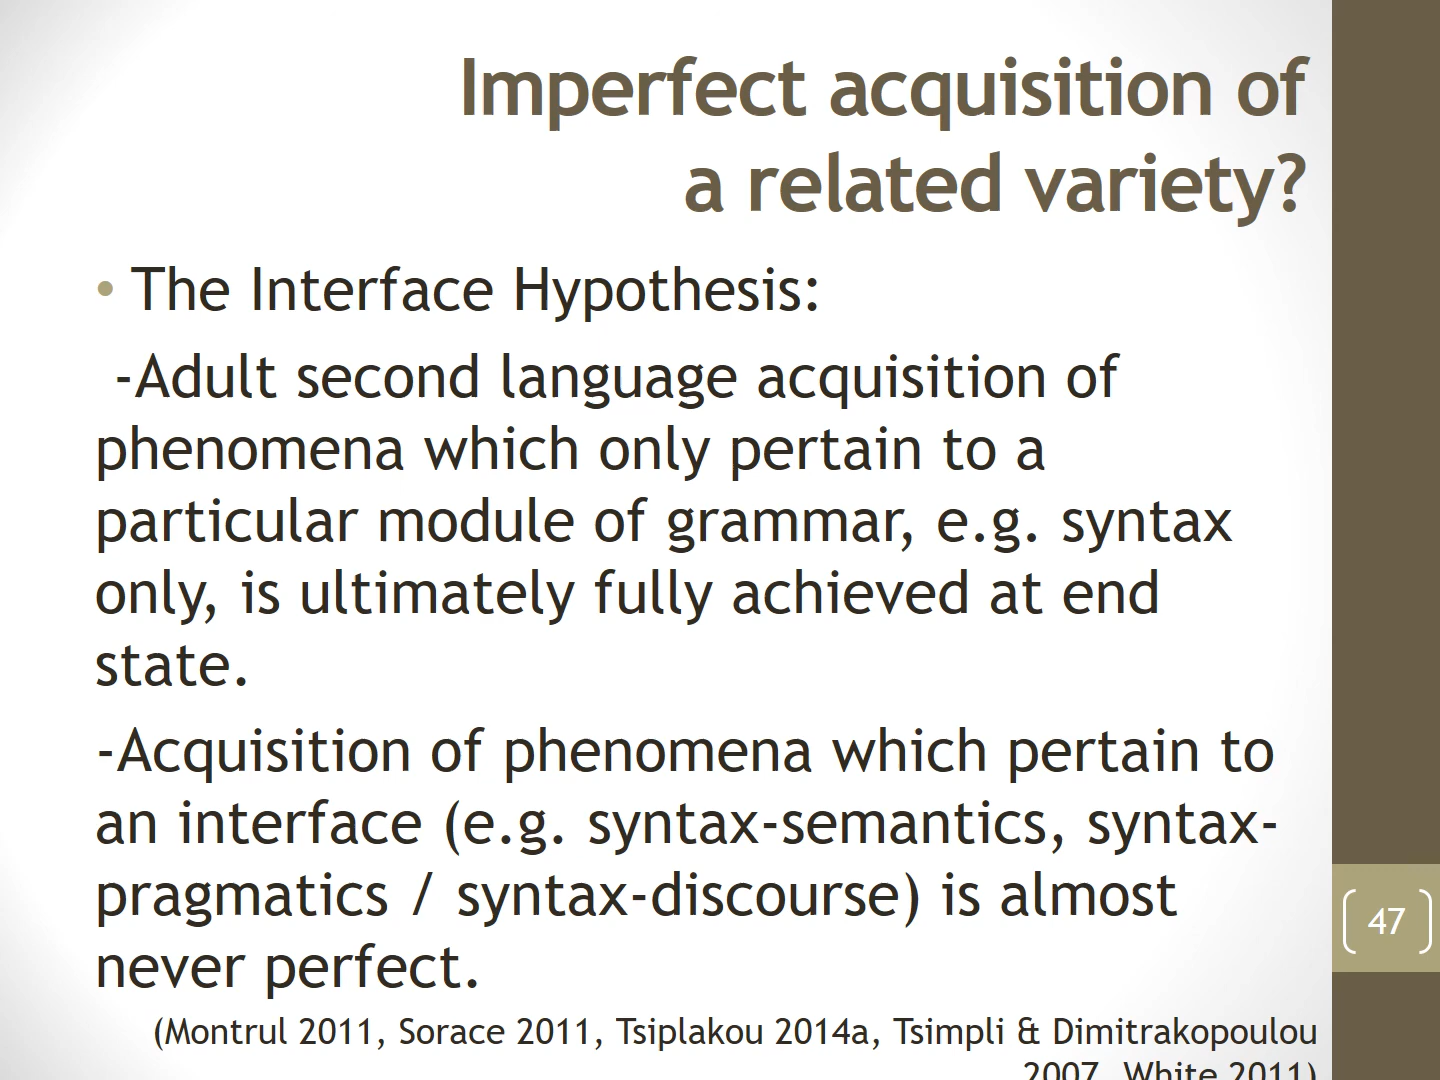 Imperfect acquisition of
a related variety?
• The Interface Hypothesis:
-Adult second language acquisition of
phenomena which only pertain to a
particular module of grammar, e.g. syntax
only, is ultimately fully achieved at end
state.
-Acquisition of phenomena which pertain to
an interface (e.g. syntax-semantics, syntax-
pragmatics / syntax-discourse) is almost
never perfect.
(Montrul 2011, Sorace 2011, Tsiplakou 2014a, Tsimpli & Dimitrakopoulou
2007, White 2011)
47